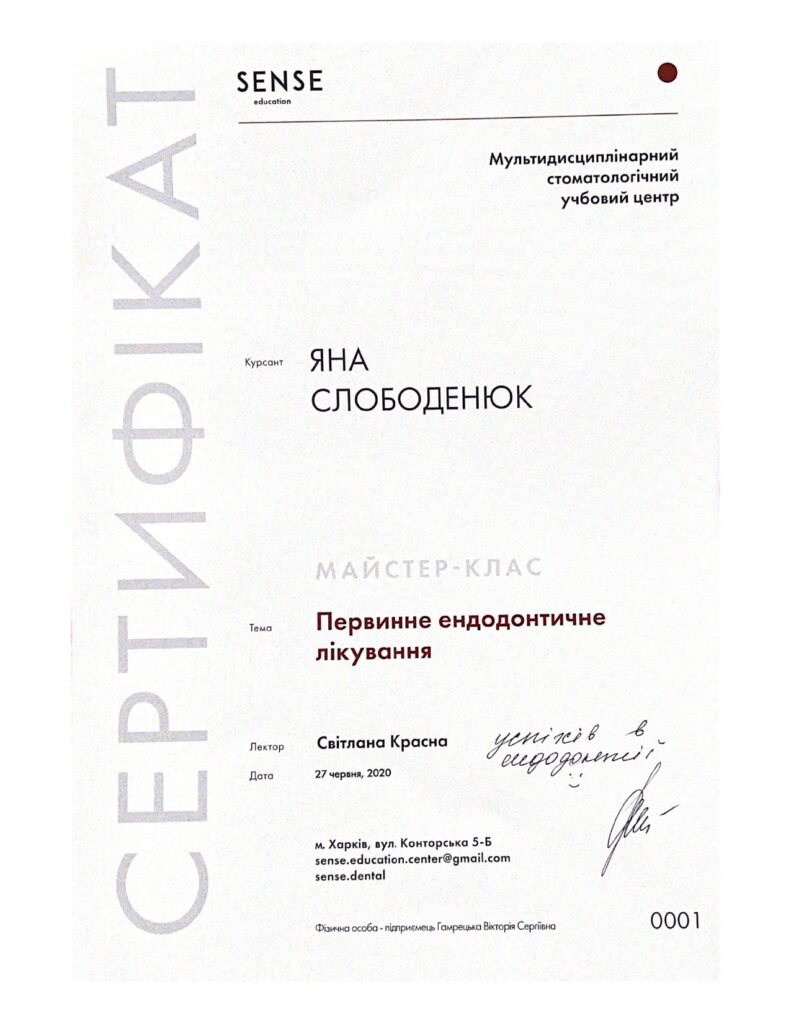 СЕРТИФІКАТ
SENSE
education
Мультидисциплінарний
стоматологічний
учбовий центр
Курсант ЯНА
СЛОБОДЕНЮК
МАЙСТЕР-КЛАС
Тема Первинне ендодонтичне
лікування
Лектор Світлана Красна
успіхів в
ендодонтії
Дата 27 червня, 2020
м. Харків, вул. Конторська 5-Б
sense.education.center@gmail.com
sense.dental
Фізична особа - підприємець Гамрецька Вікторія Сергіївна
0001